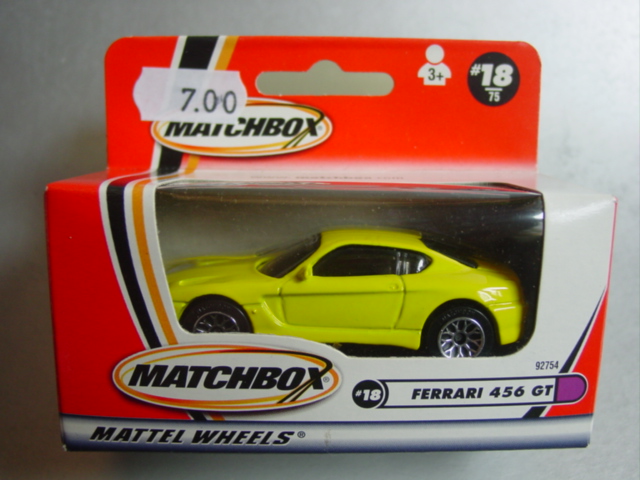 7.00
MATCHBOX®
3+
#18
75
92754
MATCHBOX®
#18 FERRARI 456 GT
MATTEL WHEELS®